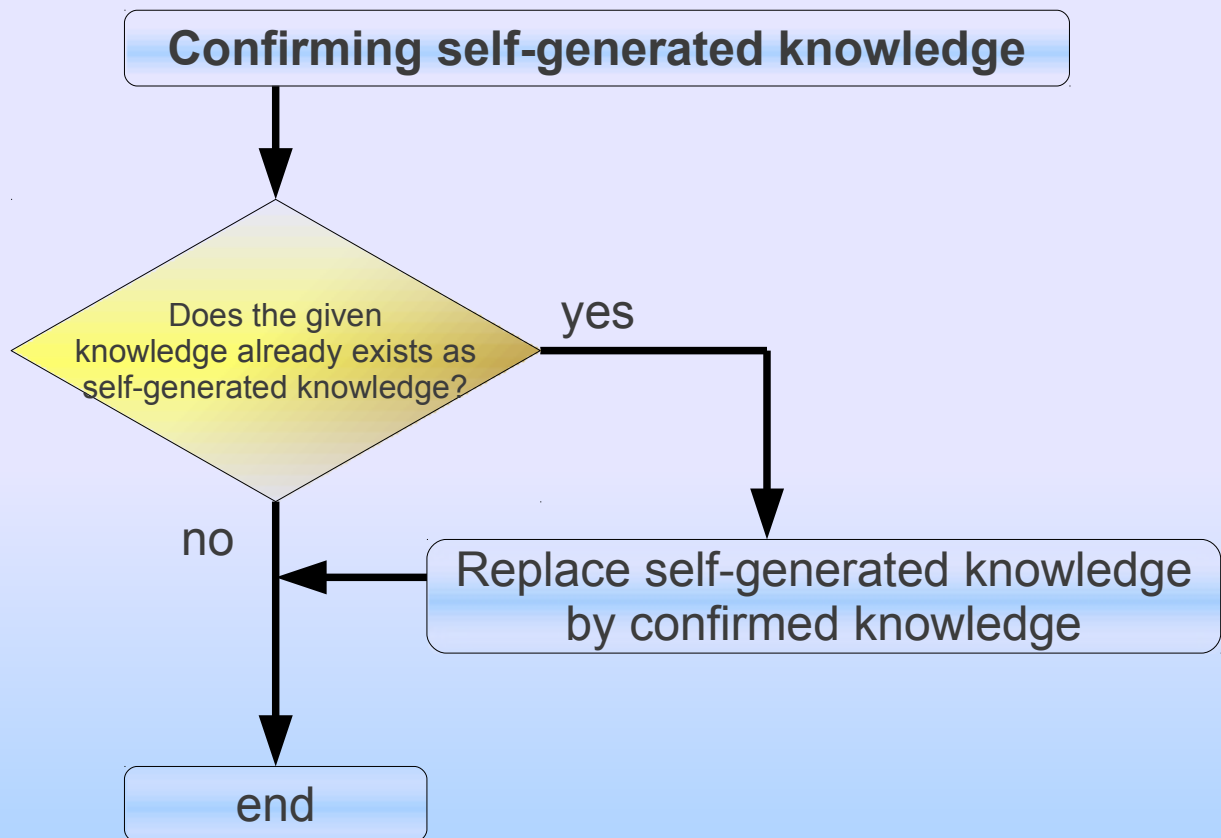 Confirming self-generated knowledge
Does the given
knowledge already exists as
self-generated knowledge?
yes
no
Replace self-generated knowledge
by confirmed knowledge
end